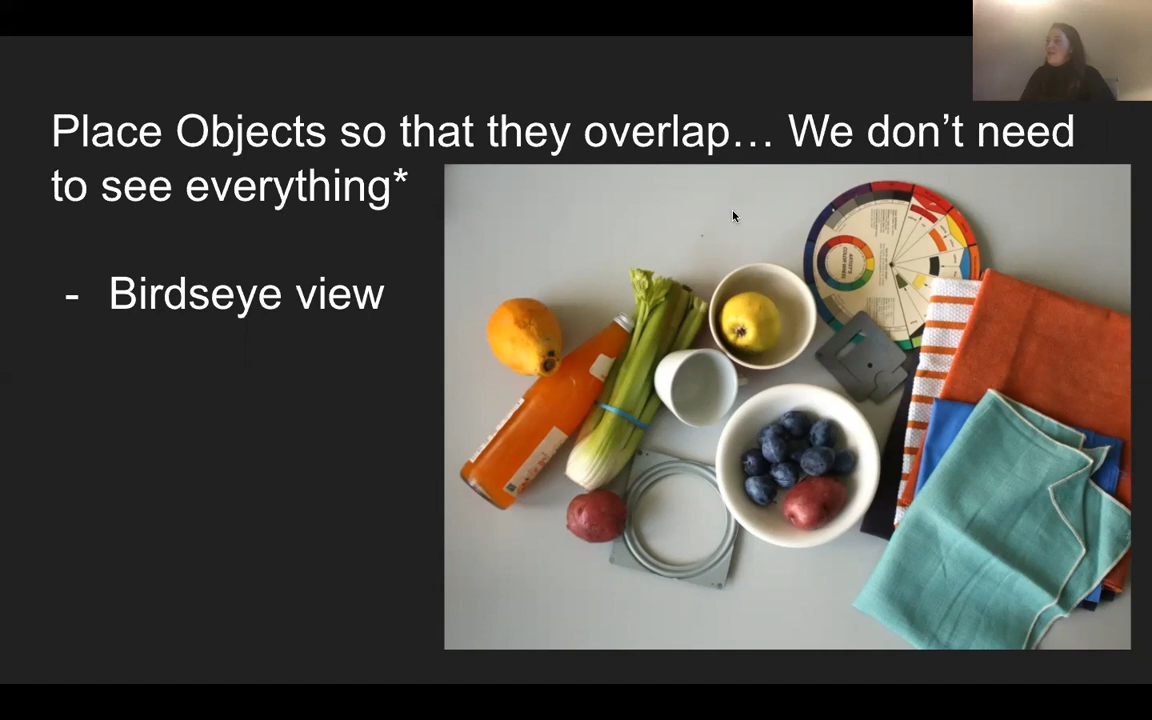 Place Objects so that they overlap… We don’t need
to see everything*
- Birdseye view